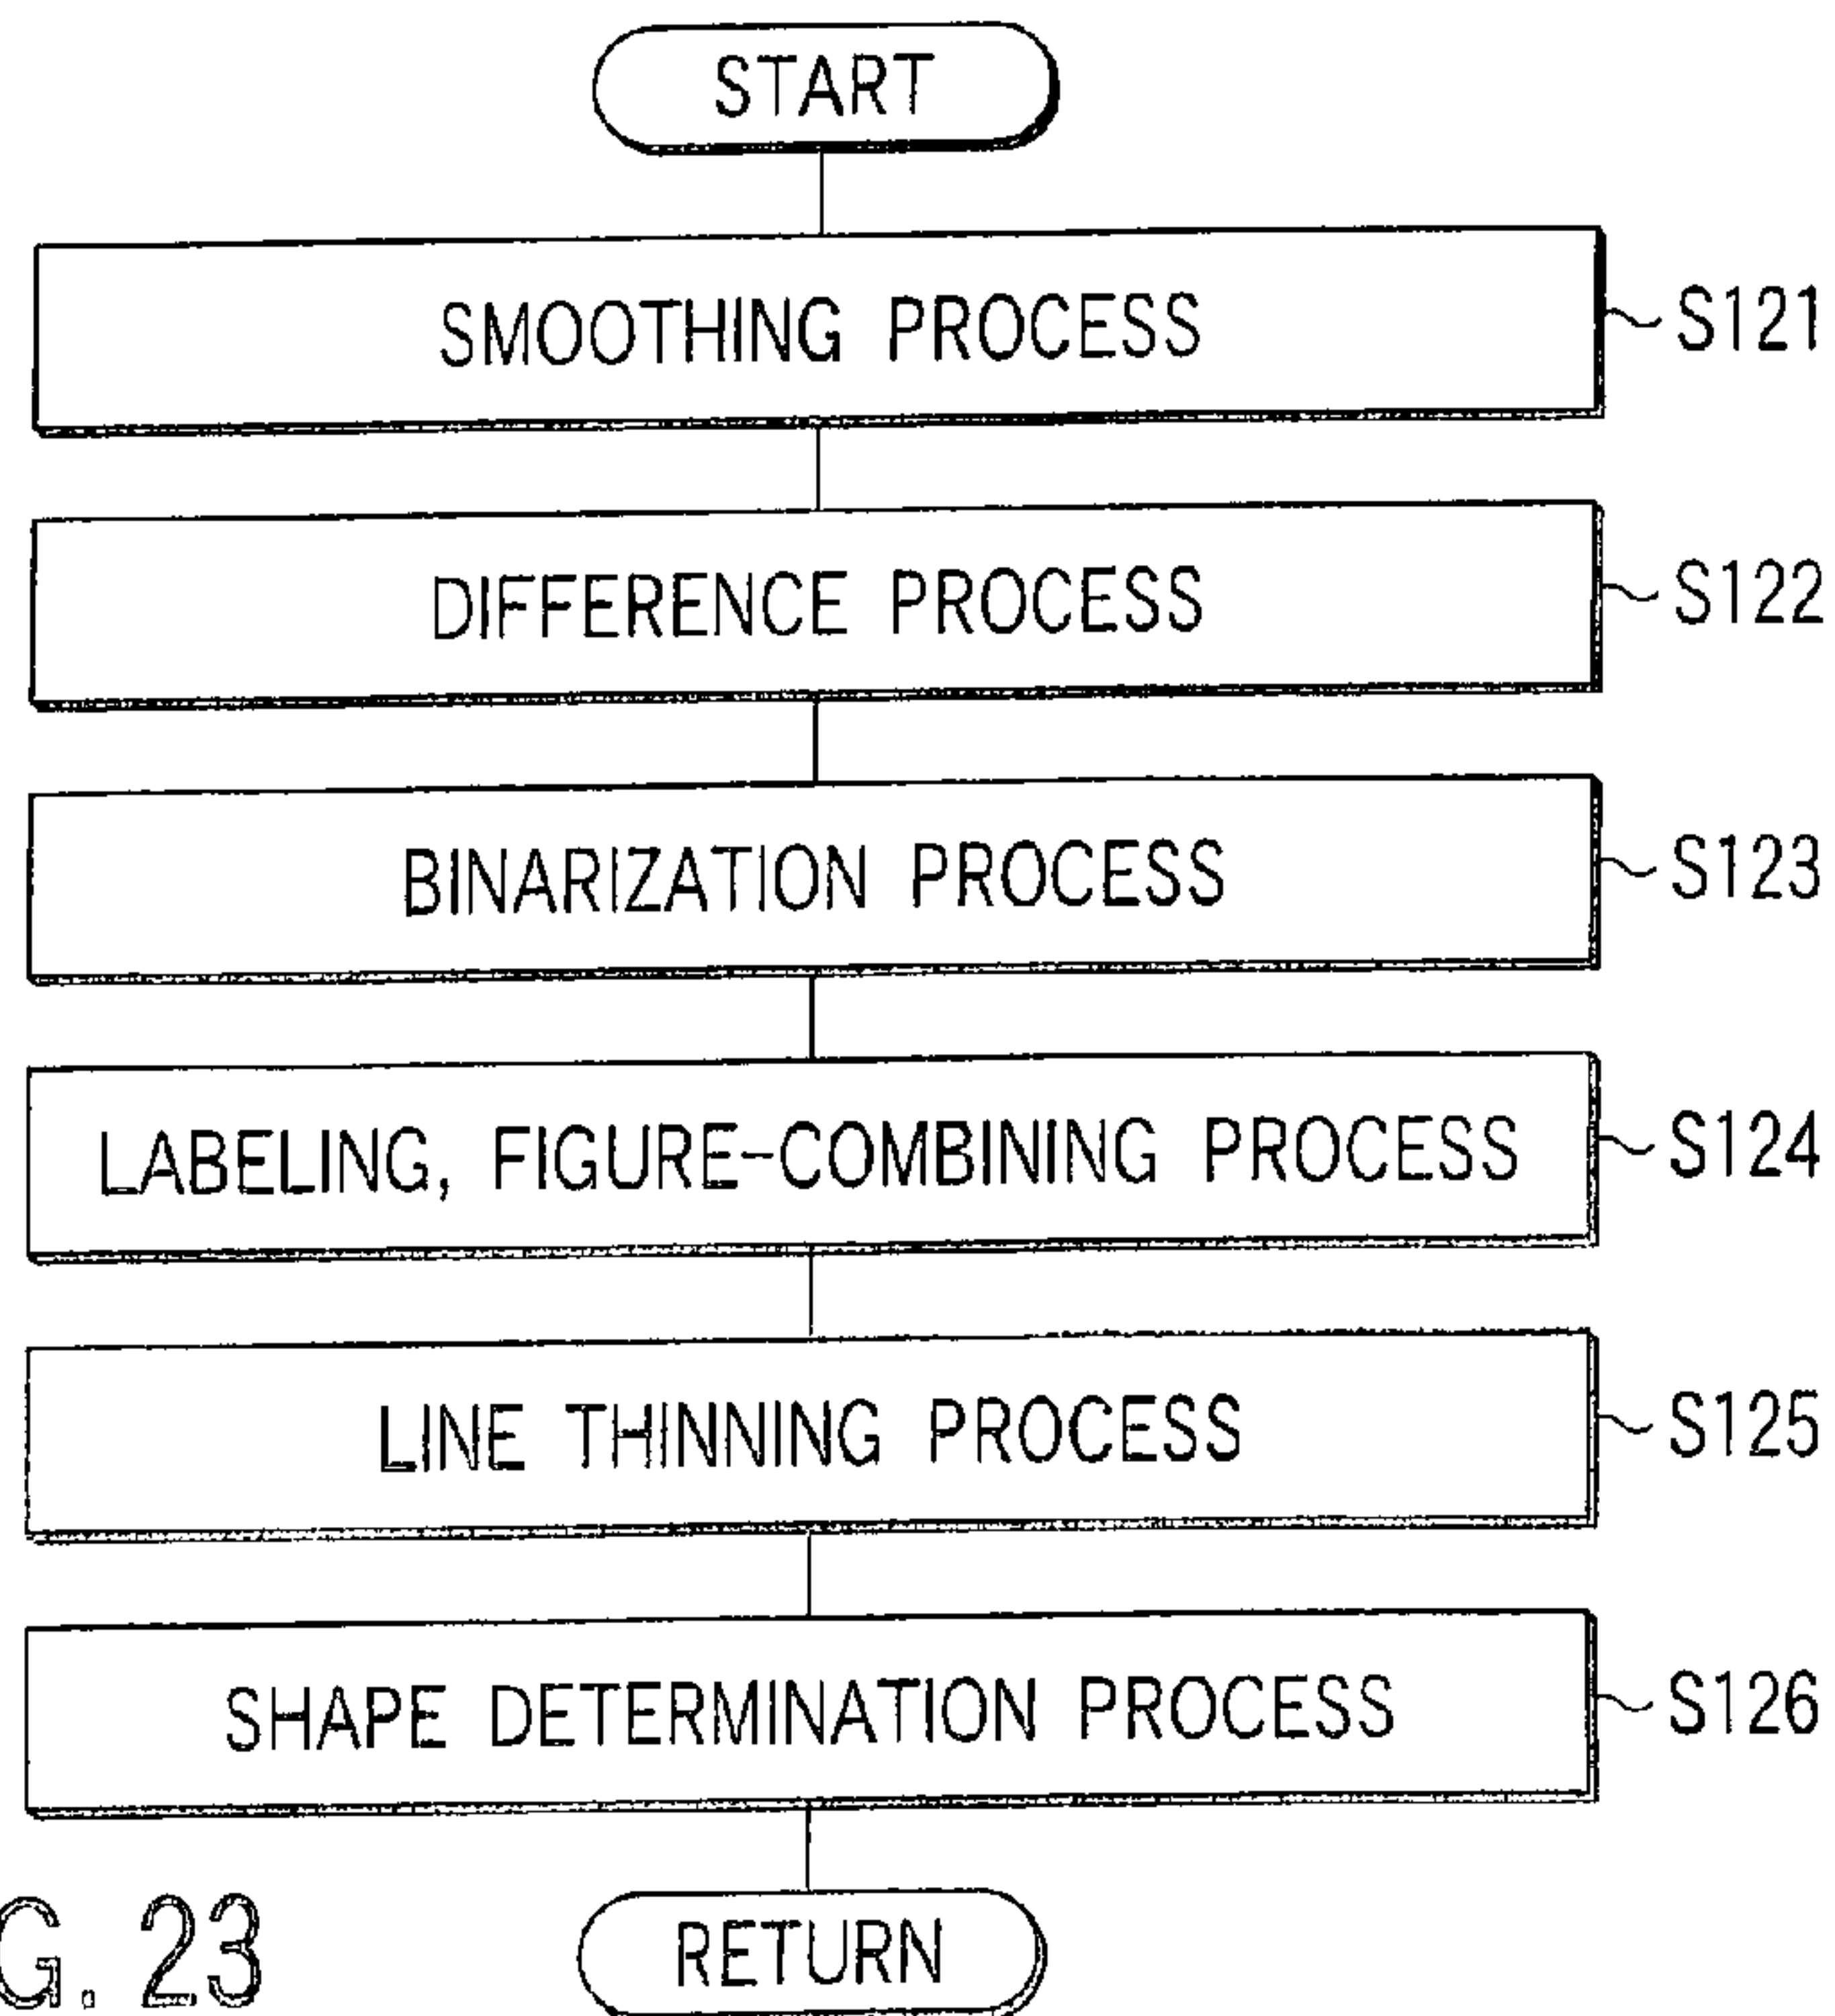 START
SMOOTHING PROCESS
S121
DIFFERENCE PROCESS
S122
BINARIZATION PROCESS
S123
LABELING, FIGURE-COMBINING PROCESS
S124
LINE THINNING PROCESS
S125
SHAPE DETERMINATION PROCESS
S126
RETURN
G. 23